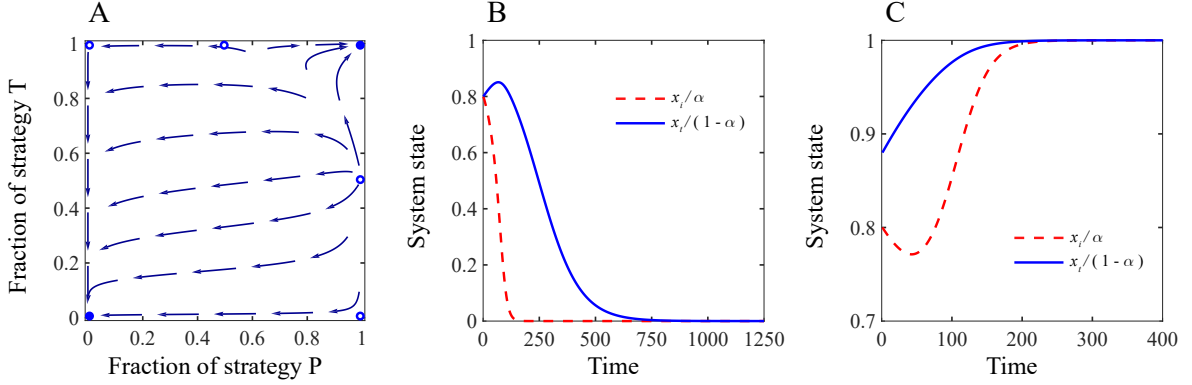 A
Fraction of strategy T
1
0.8
0.6
0.4
0.2
0
0 0.2 0.4 0.6 0.8 1
Fraction of strategy P
B
System state
1
0.8
0.6
0.4
0.2
0
x_i/α
x_t/(1-α)
0 250 500 750 1000 1250
Time
C
System state
1
0.9
0.8
0.7
x_i/α
x_t/(1-α)
0 100 200 300 400
Time